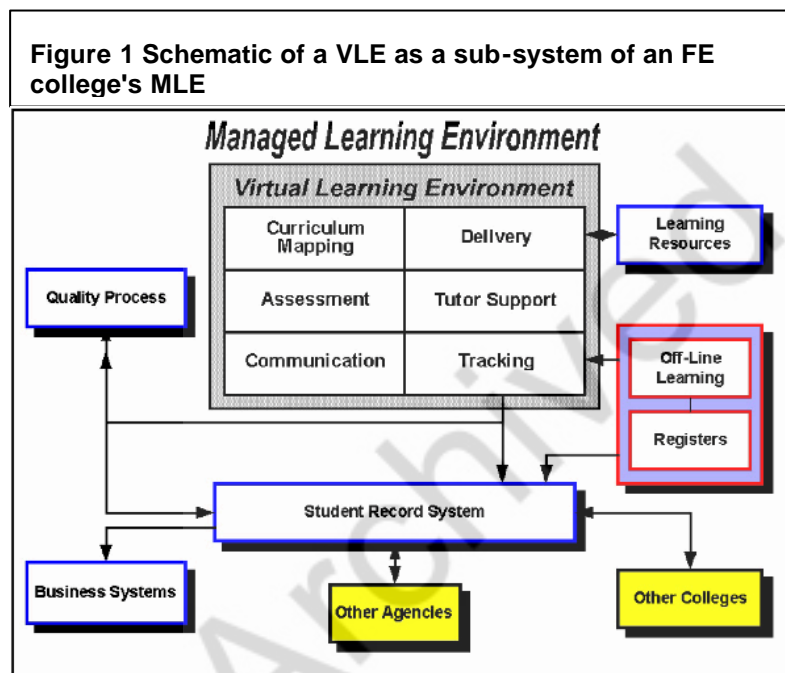 Figure 1 Schematic of a VLE as a sub-system of an FE
college's MLE
Managed Learning Environment
Virtual Learning Environment
Curriculum
Mapping
Delivery
Learning
Resources
Quality Process
Assessment
Tutor Support
Communication
Tracking
Off-Line
Learning
Registers
Student Record System
Business Systems
Other Agencies
Other Colleges
Archived